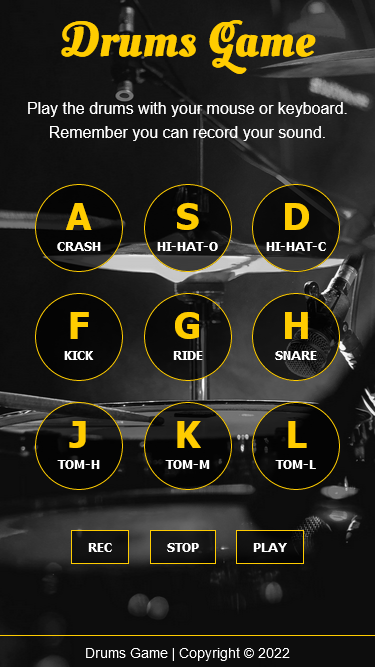 Drums Game
Play the drums with your mouse or keyboard.
Remember you can record your sound.
A
CRASH
S
HI-HAT-O
D
HI-HAT-C
F
KICK
G
RIDE
H
SNARE
J
TOM-H
K
TOM-M
L
TOM-L
REC
STOP
PLAY
Drums Game | Copyright © 2022